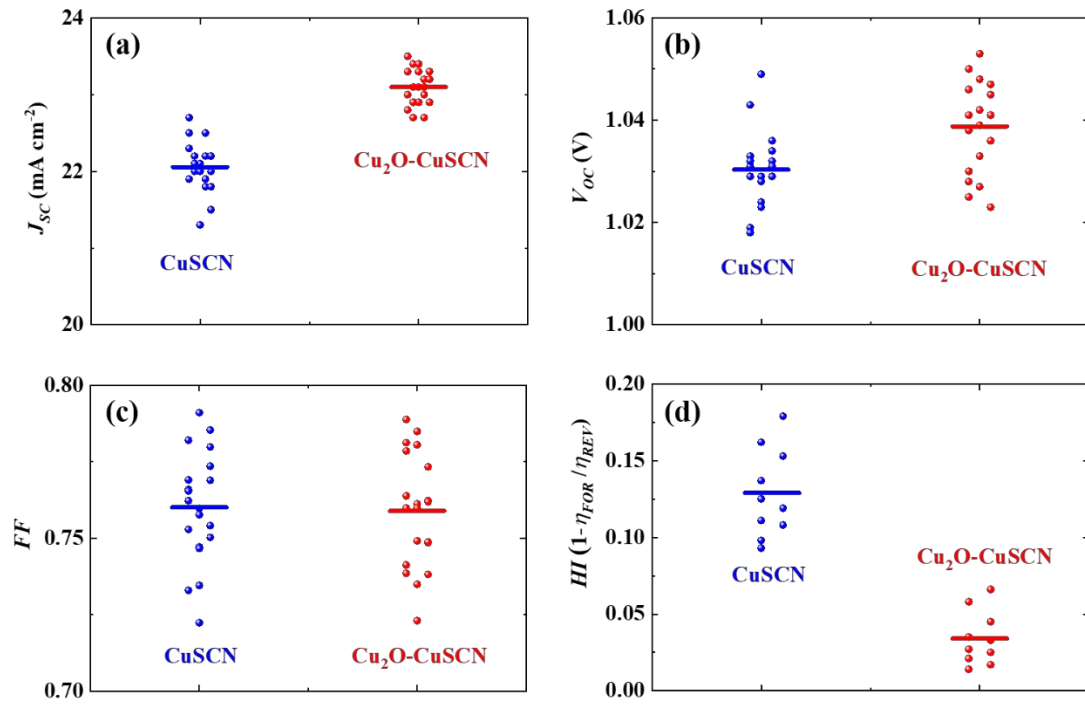 (a)
24
23
22
21
20
J_SC (mA cm⁻²)
CuSCN
Cu₂O-CuSCN
(b)
1.06
1.04
1.02
1.00
V_OC (V)
CuSCN
Cu₂O-CuSCN
(c)
0.80
0.75
0.70
FF
CuSCN
Cu₂O-CuSCN
(d)
0.20
0.15
0.10
0.05
0.00
HI (1-η_FOR/η_REV)
CuSCN
Cu₂O-CuSCN